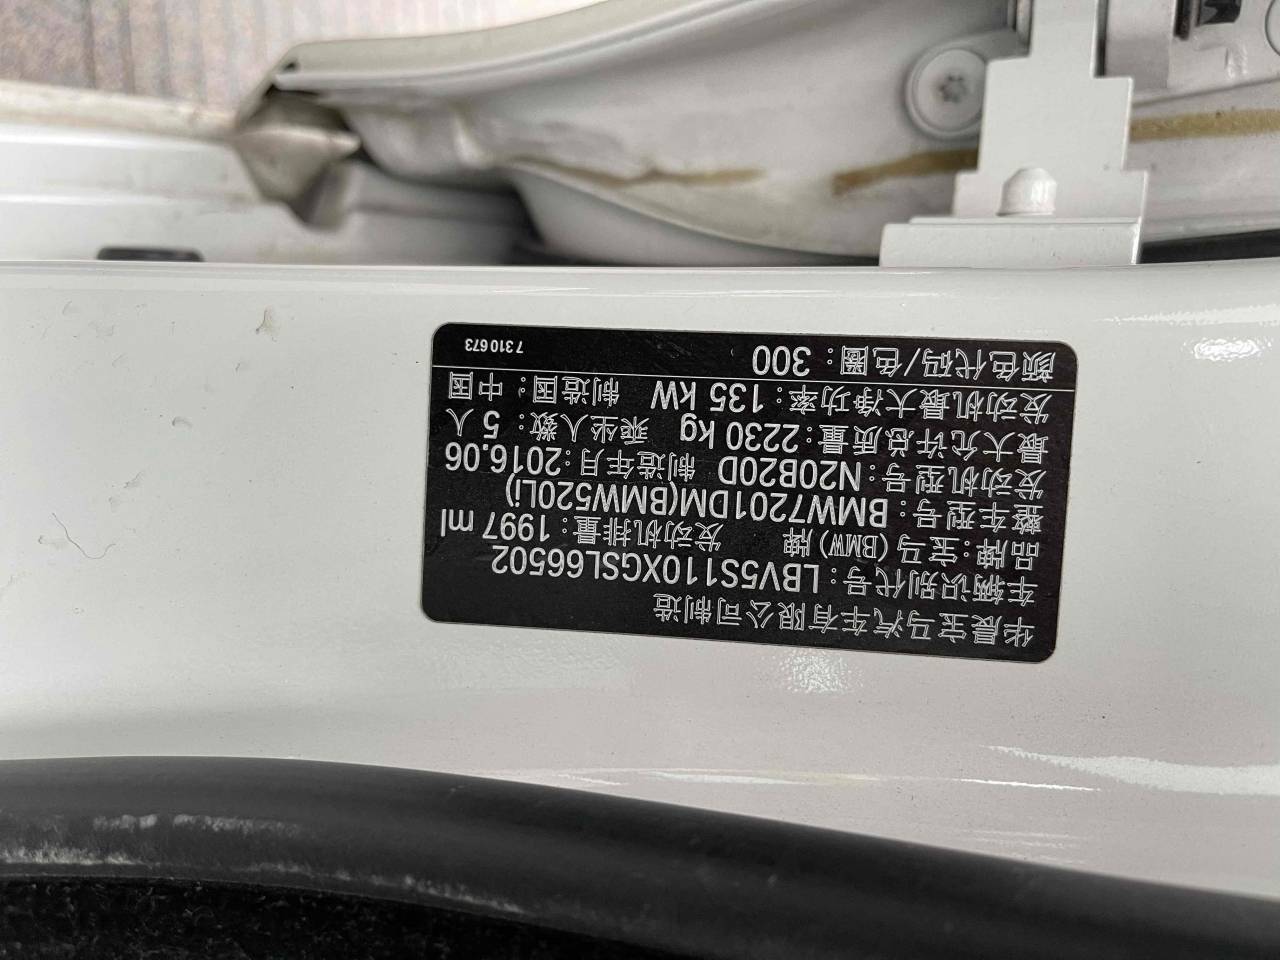 华晨宝马汽车有限公司制造
车辆识别代号：LBV5S110XGSL66502
品牌：宝马(BMW)牌 发动机排量：1997 ml
整车型号：BMW7201DM(BMW520Li)
发动机型号：N20B20D 制造年月：2016.06
最大允许总质量：2230 kg 乘坐人数：5 人
发动机最大净功率：135 kW 制造国：中国
颜色代码/色圈：300 7 310 673